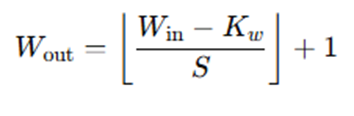 W_out = ⌊ (W_in − K_w) / S ⌋ + 1